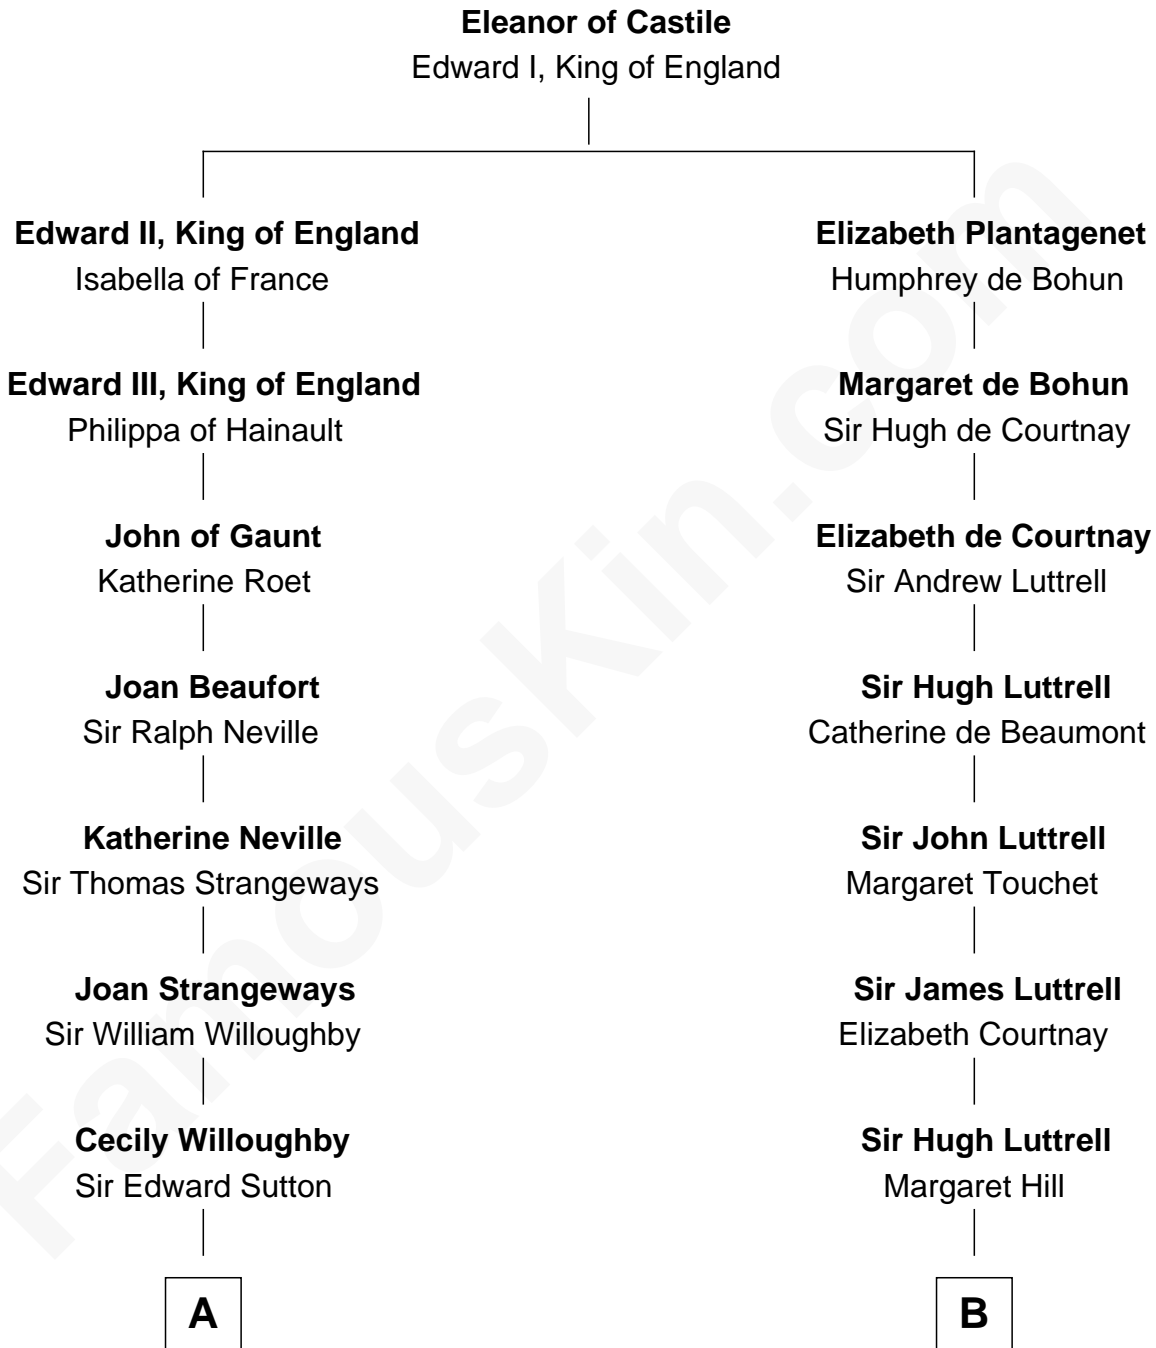 Eleanor of Castile
Edward I, King of England
Edward II, King of England
Isabella of France
Elizabeth Plantagenet
Humphrey de Bohun
Edward III, King of England
Philippa of Hainault
Margaret de Bohun
Sir Hugh de Courtnay
John of Gaunt
Katherine Roet
Elizabeth de Courtnay
Sir Andrew Luttrell
Joan Beaufort
Sir Ralph Neville
Sir Hugh Luttrell
Catherine de Beaumont
Katherine Neville
Sir Thomas Strangeways
Sir John Luttrell
Margaret Touchet
Joan Strangeways
Sir William Willoughby
Sir James Luttrell
Elizabeth Courtnay
Cecily Willoughby
Sir Edward Sutton
Sir Hugh Luttrell
Margaret Hill
A
B
FamousKin.com